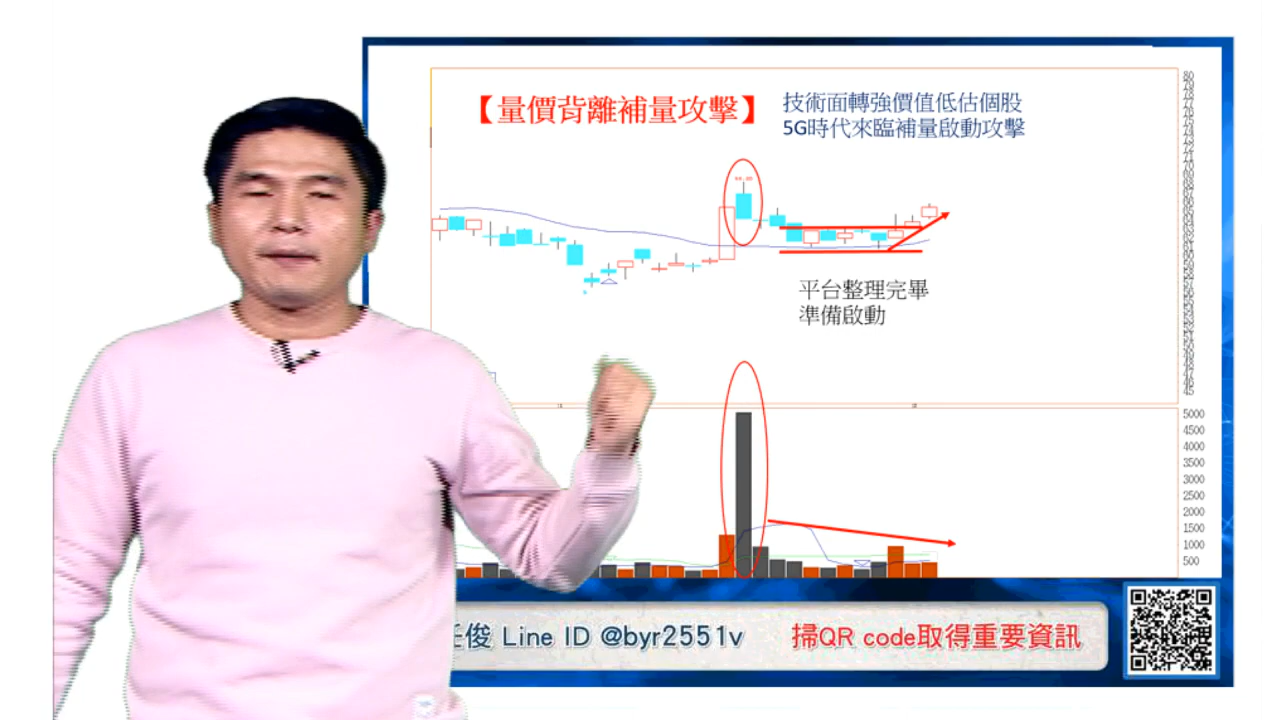 【量價背離補量攻擊】
技術面轉強價值低估個股
5G時代來臨補量啟動攻擊
平台整理完畢
準備啟動
5000
4500
4000
3500
3000
2500
2000
1500
1000
500
俊 Line ID @byr2551v
掃QR code取得重要資訊